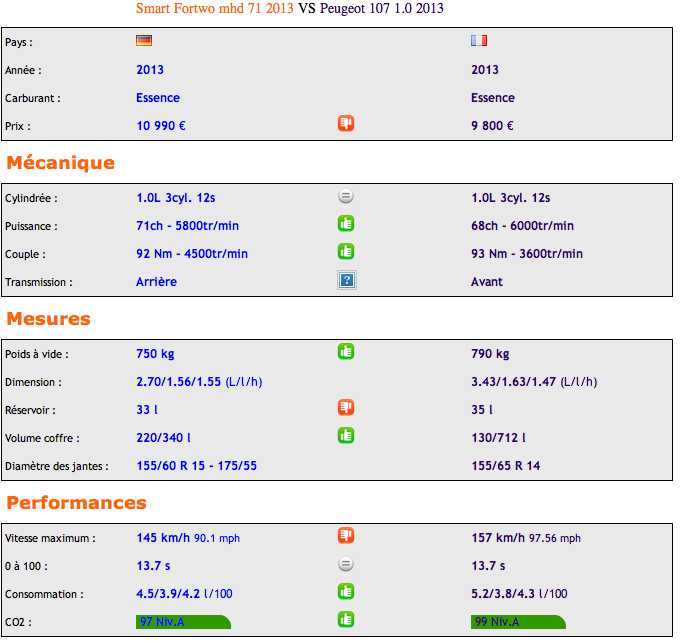 Smart Fortwo mhd 71 2013 VS Peugeot 107 1.0 2013
Pays :
Année : 2013 2013
Carburant : Essence Essence
Prix : 10 990 € 9 800 €
Mécanique
Cylindrée : 1.0L 3cyl. 12s 1.0L 3cyl. 12s
Puissance : 71ch - 5800tr/min 68ch - 6000tr/min
Couple : 92 Nm - 4500tr/min 93 Nm - 3600tr/min
Transmission : Arrière ? Avant
Mesures
Poids à vide : 750 kg 790 kg
Dimension : 2.70/1.56/1.55 (L/l/h) 3.43/1.63/1.47 (L/l/h)
Réservoir : 33 l 35 l
Volume coffre : 220/340 l 130/712 l
Diamètre des jantes : 155/60 R 15 - 175/55 155/65 R 14
Performances
Vitesse maximum : 145 km/h 90.1 mph 157 km/h 97.56 mph
0 à 100 : 13.7 s 13.7 s
Consommation : 4.5/3.9/4.2 l/100 5.2/3.8/4.3 l/100
CO2 : 97 Niv.A 99 Niv.A